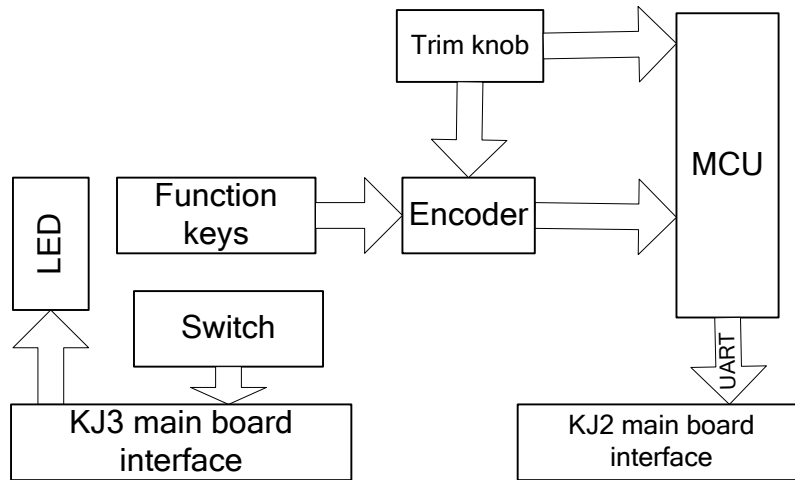 Trim knob
MCU
LED
Function
keys
Encoder
Switch
UART
KJ3 main board
interface
KJ2 main board
interface